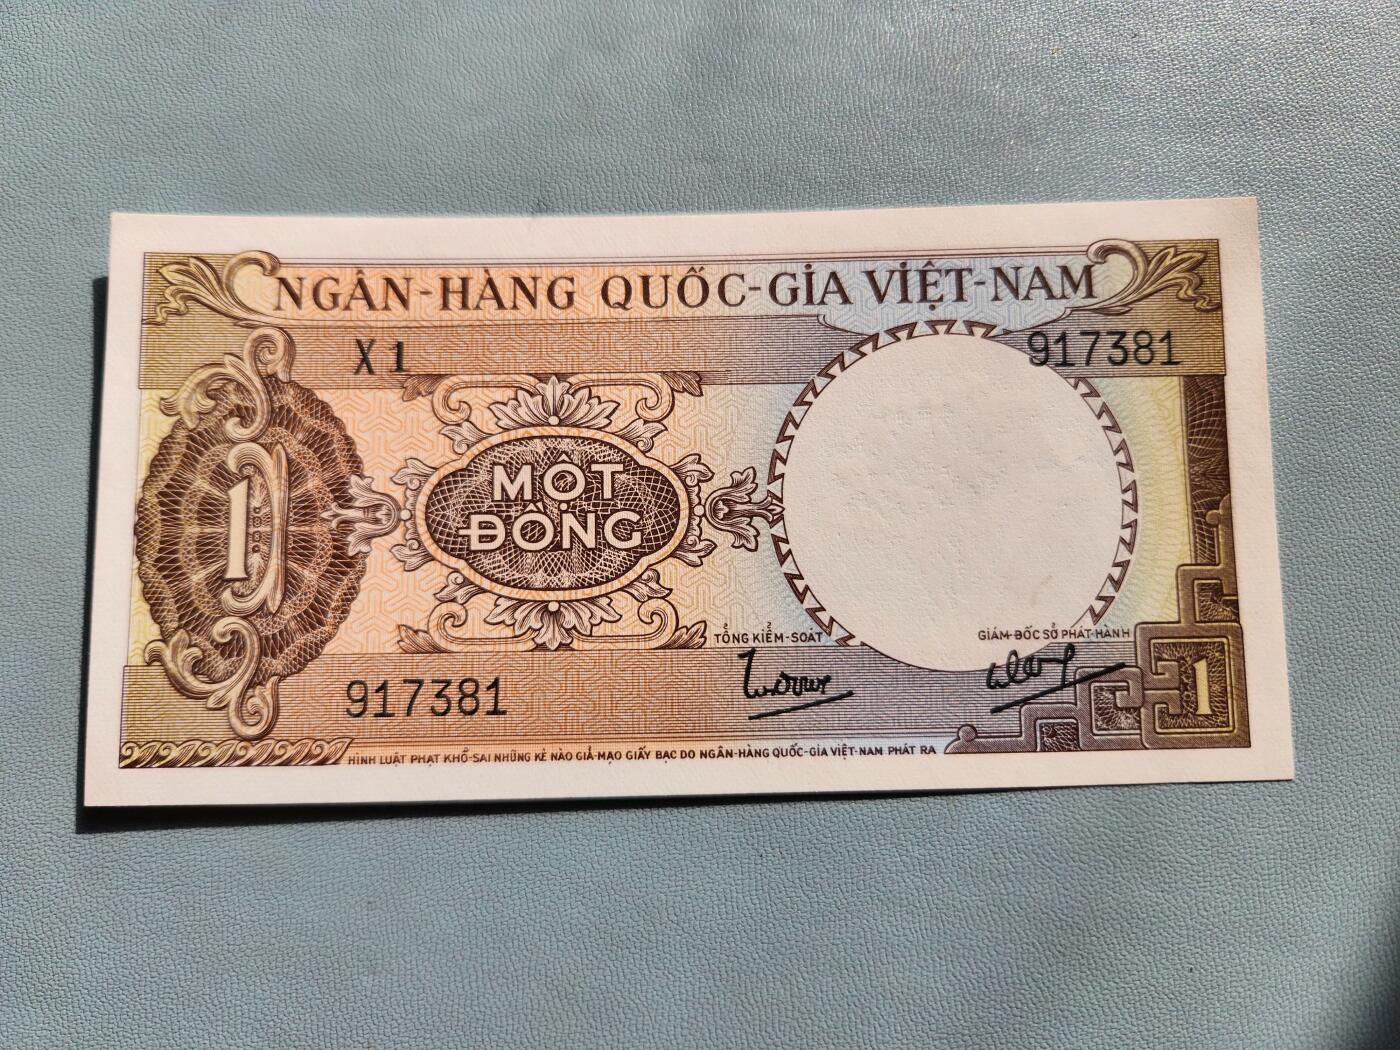 NGÂN-HÀNG QUỐC-GIA VIỆT-NAM
X1
917381
1
MỘT
ĐỒNG
TỔNG KIỂM-SOÁT
GIÁM-ĐỐC SỞ PHÁT-HÀNH
917381
1
HÌNH LUẬT PHẠT KHỔ-SAI NHỮNG KẺ NÀO GIẢ-MẠO GIẤY BẠC DO NGÂN-HÀNG QUỐC-GIA VIỆT-NAM PHÁT RA